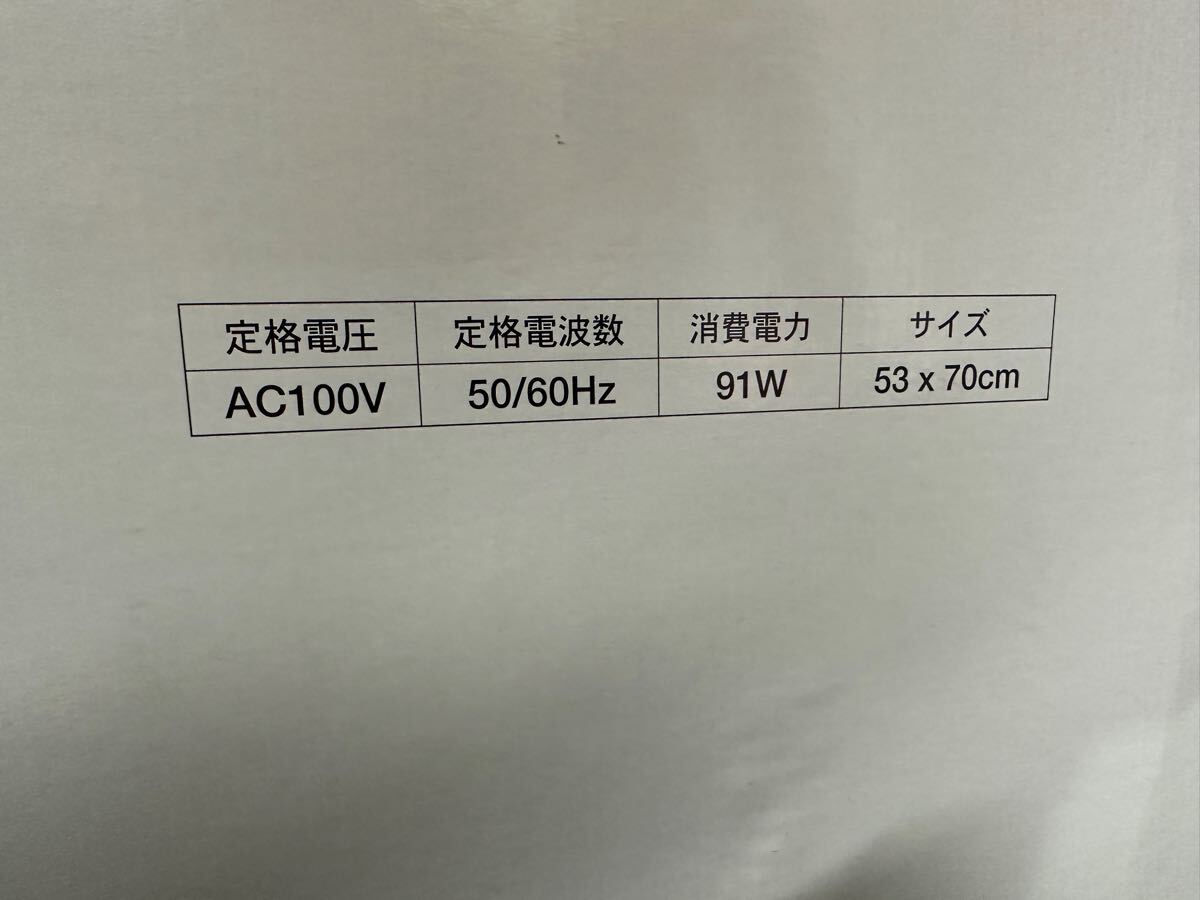 定格電圧 定格電波数 消費電力 サイズ
AC100V 50/60Hz 91W 53 x 70cm